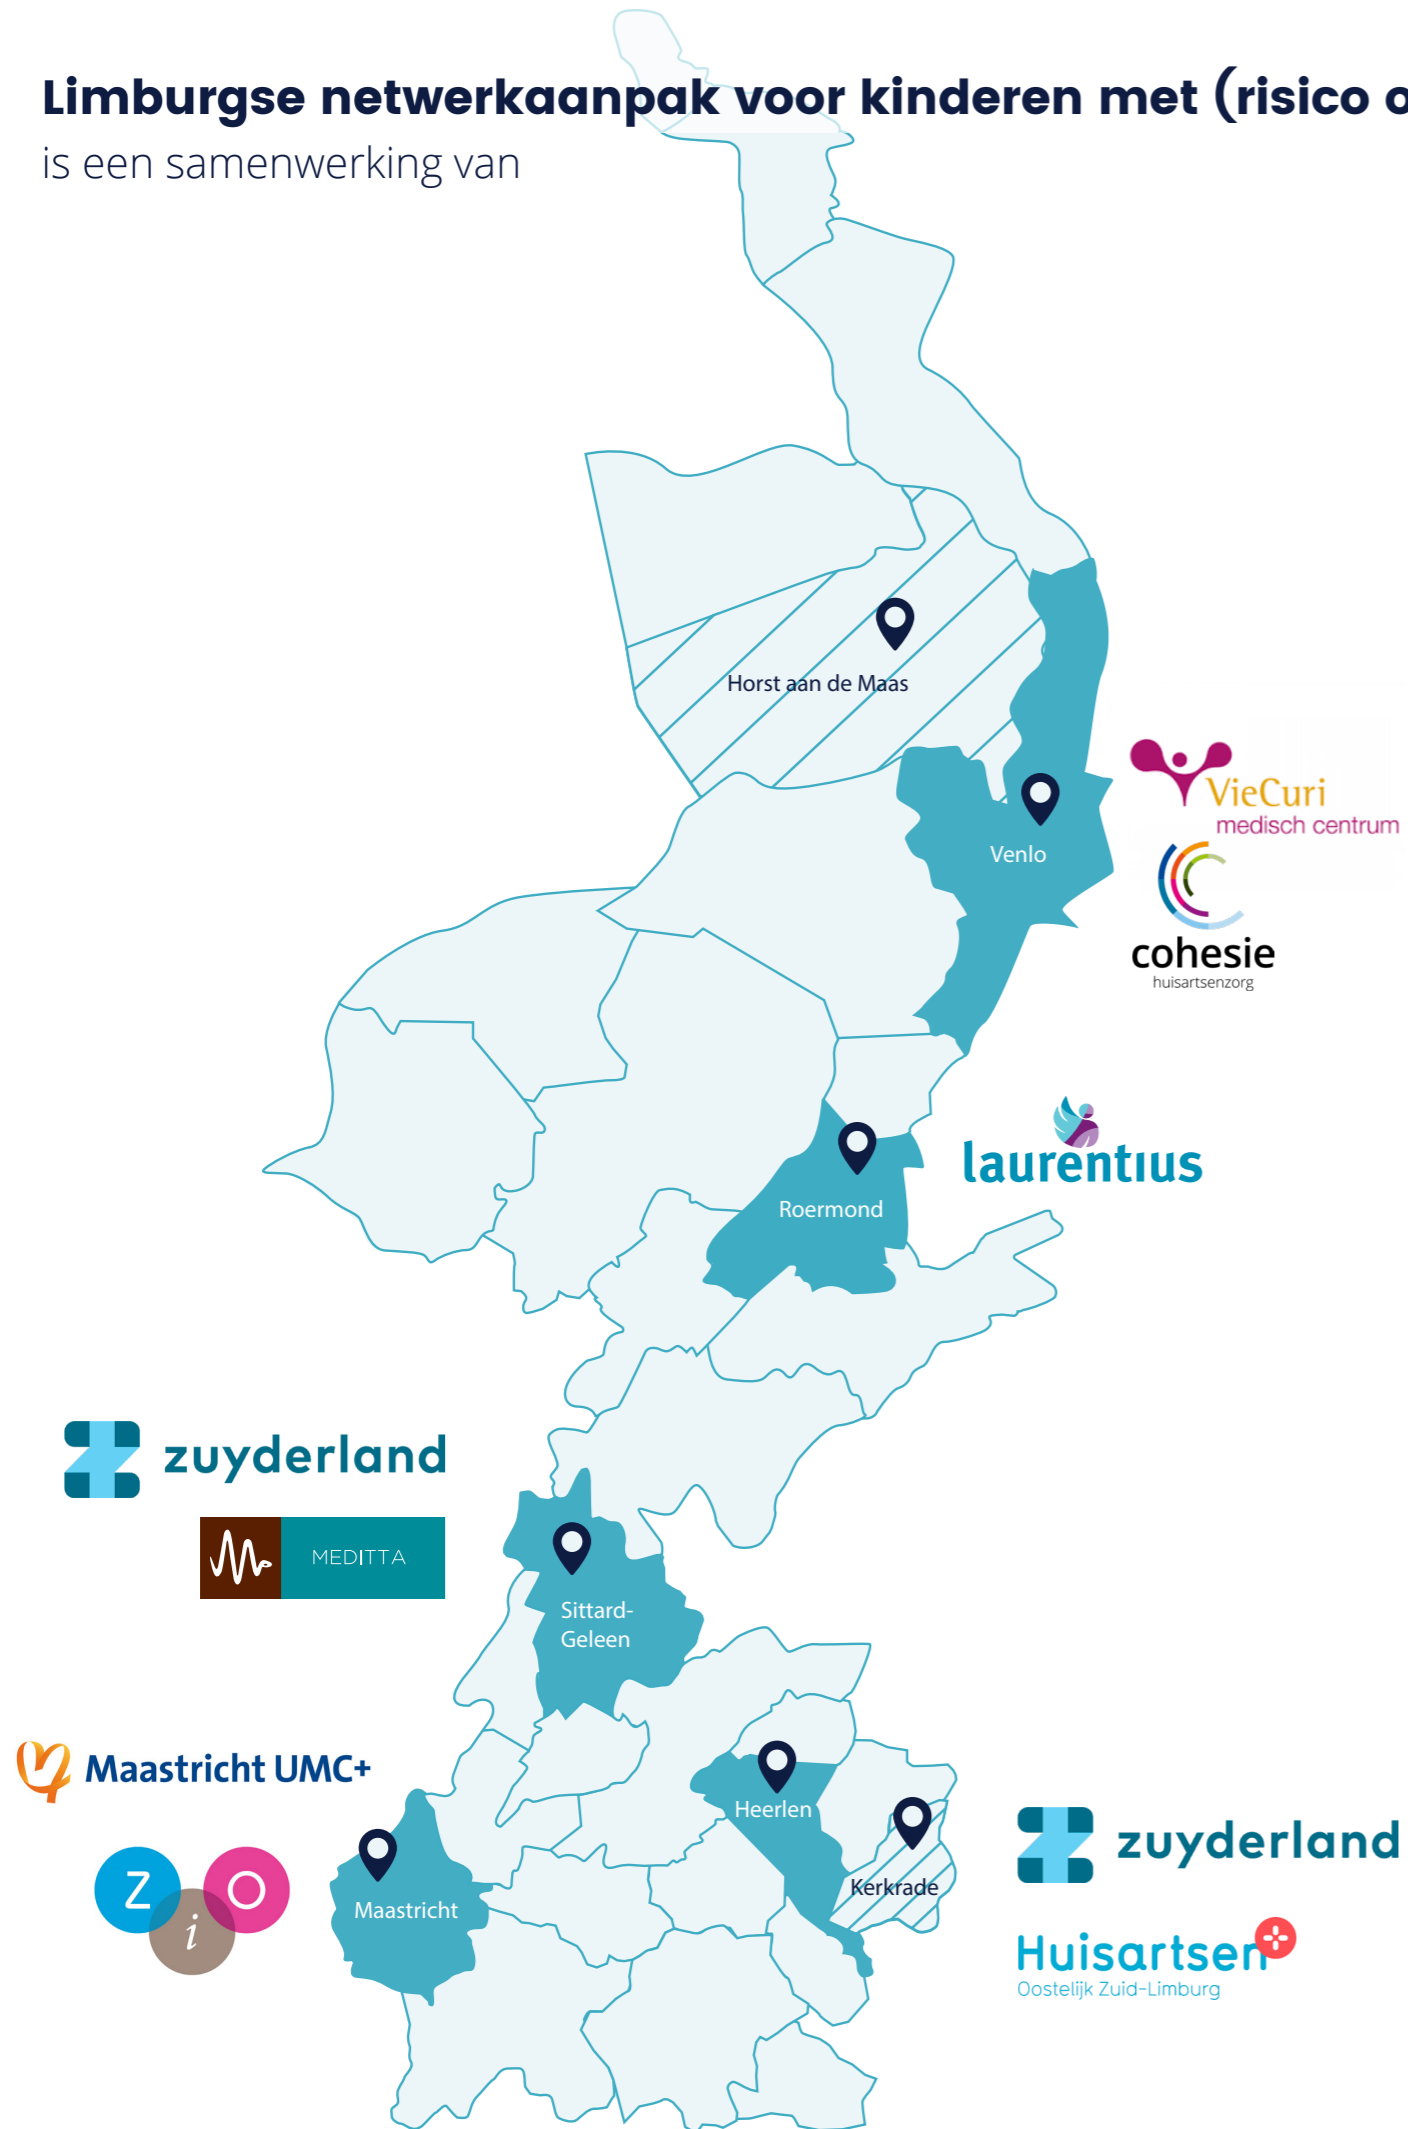 Limburgse netwerkaanpak voor kinderen met (risico o
is een samenwerking van
Horst aan de Maas
VieCuri
medisch centrum
Venlo
cohesie
huisartsenzorg
laurentius
Roermond
zuyderland
MEDITTA
Sittard-
Geleen
Maastricht UMC+
Heerlen
zuyderland
Z i O
Kerkrade
Maastricht
Huisartsen
Oostelijk Zuid-Limburg